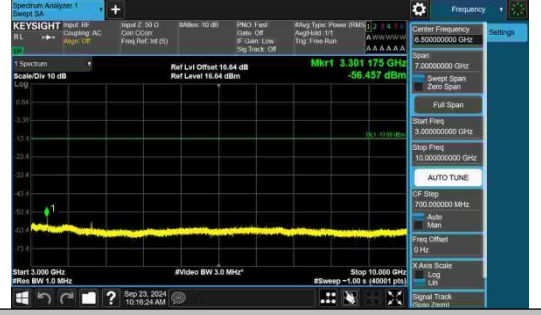 Spectrum Analyzer 1
Swept SA
Frequency
KEYSIGHT
RL
Input: RF
Coupling: AC
Align: Off
Input Z: 50 Ω
Corr CCorr
Freq Ref: Int (S)
#Atten: 10 dB
PNO: Fast
Gate: Off
IF Gain: Low
Sig Track: Off
#Avg Type: Power (RMS
Avg|Hold: 1/1
Trig: Free Run
1 2 3 4 5 6
A W W W W W
A A A A A A
1 Spectrum
Scale/Div 10 dB
Log
Ref Lvl Offset 16.64 dB
Ref Level 16.64 dBm
Mkr1 3.301 175 GHz
-56.457 dBm
6.64
-3.36
-13.4
-23.4
-33.4
-43.4
-53.4
-63.4
-73.4
1
Start 3.000 GHz
#Res BW 1.0 MHz
#Video BW 3.0 MHz*
Stop 10.000 GHz
#Sweep ~1.00 s (40001 pts)
Sep 23, 2024
10:16:24 AM
Center Frequency
6.500000000 GHz
Settings
Span
7.00000000 GHz
Swept Span
Zero Span
Full Span
Start Freq
3.000000000 GHz
Stop Freq
10.000000000 GHz
AUTO TUNE
CF Step
700.000000 MHz
Auto
Man
Freq Offset
0 Hz
X Axis Scale
Log
Lin
Signal Track
(Span Zoom)